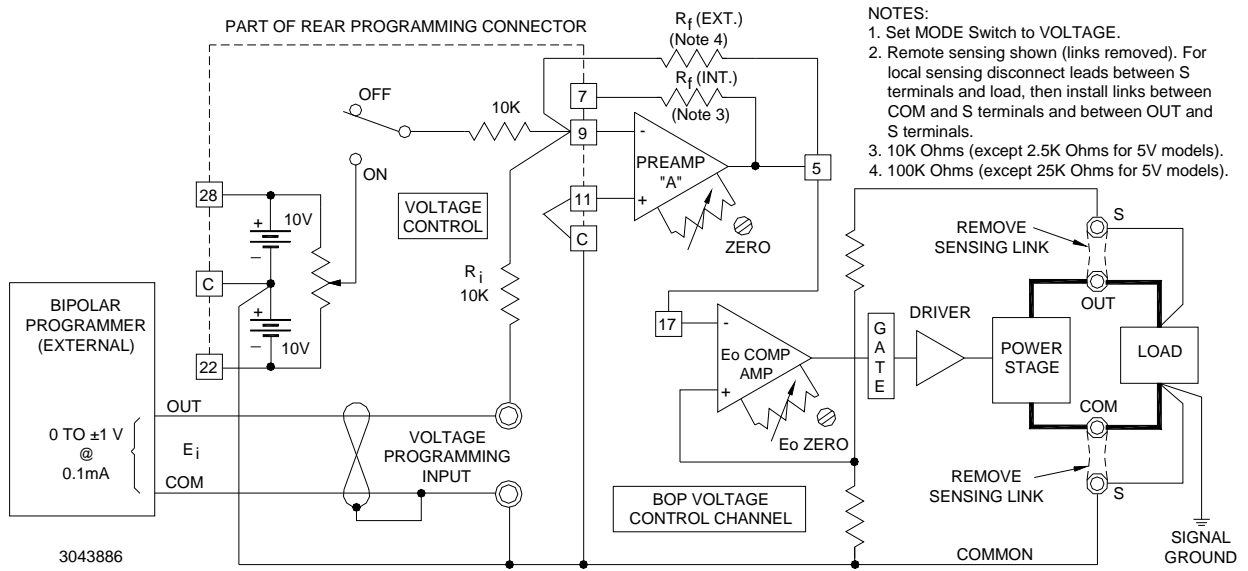 PART OF REAR PROGRAMMING CONNECTOR
Rf (EXT.)
(Note 4)
Rf (INT.)
(Note 3)
NOTES:
1. Set MODE Switch to VOLTAGE.
2. Remote sensing shown (links removed). For
local sensing disconnect leads between S
terminals and load, then install links between
COM and S terminals and between OUT and
S terminals.
3. 10K Ohms (except 2.5K Ohms for 5V models).
4. 100K Ohms (except 25K Ohms for 5V models).
OFF
10K
7
9
-
PREAMP
"A"
5
ON
28
+
10V
–
VOLTAGE
CONTROL
11
+
C
ZERO
S
REMOVE
SENSING LINK
C
Ri
10K
OUT
BIPOLAR
PROGRAMMER
(EXTERNAL)
+
10V
–
22
17
-
Eo COMP
AMP
+
GATE
DRIVER
POWER
STAGE
LOAD
OUT
0 TO ±1 V
@
0.1mA
Ei
COM
VOLTAGE
PROGRAMMING
INPUT
Eo ZERO
COM
REMOVE
SENSING LINK
S
BOP VOLTAGE
CONTROL CHANNEL
3043886
COMMON
SIGNAL
GROUND